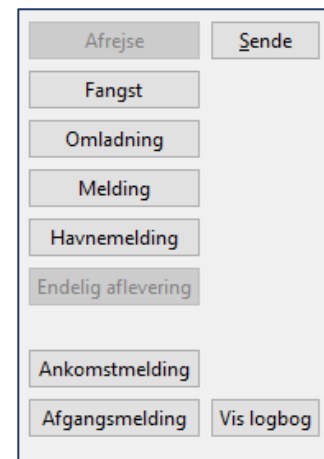 Afrejse Sende
Fangst
Omladning
Melding
Havnemelding
Endelig aflevering
Ankomstmelding
Afgangsmelding Vis logbog